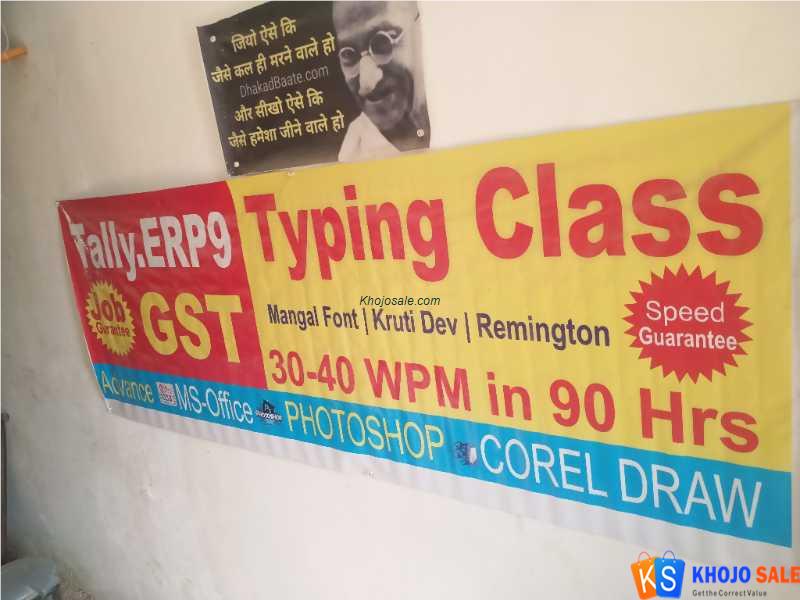 जियो ऐसे कि
जैसे कल ही मरने वाले हो
DhakadBaate.com
और सीखो ऐसे कि
जैसे हमेशा जीने वाले हो
Tally.ERP9
Job
Gurantee
GST
Typing Class
Khojosale.com
Mangal Font | Kruti Dev | Remington
30-40 WPM in 90 Hrs
Speed
Guarantee
Advance MS-Office PHOTOSHOP COREL DRAW
KS KHOJO SALE
Get the Correct Value